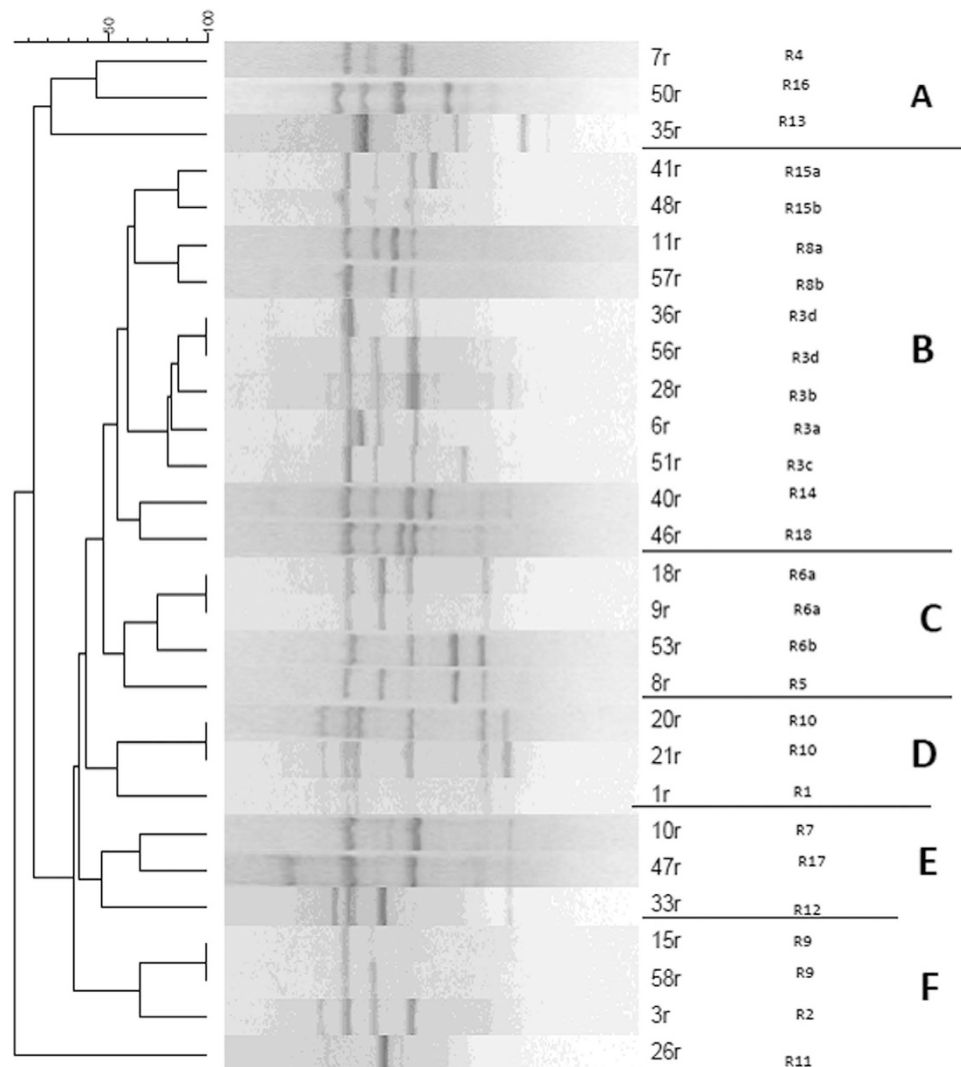 50 100
7r R4
50r R16 A
35r R13
41r R15a
48r R15b
11r R8a
57r R8b
36r R3d B
56r R3d
28r R3b
6r R3a
51r R3c
40r R14
46r R18
18r R6a
9r R6a C
53r R6b
8r R5
20r R10
21r R10 D
1r R1
10r R7
47r R17 E
33r R12
15r R9
58r R9 F
3r R2
26r R11